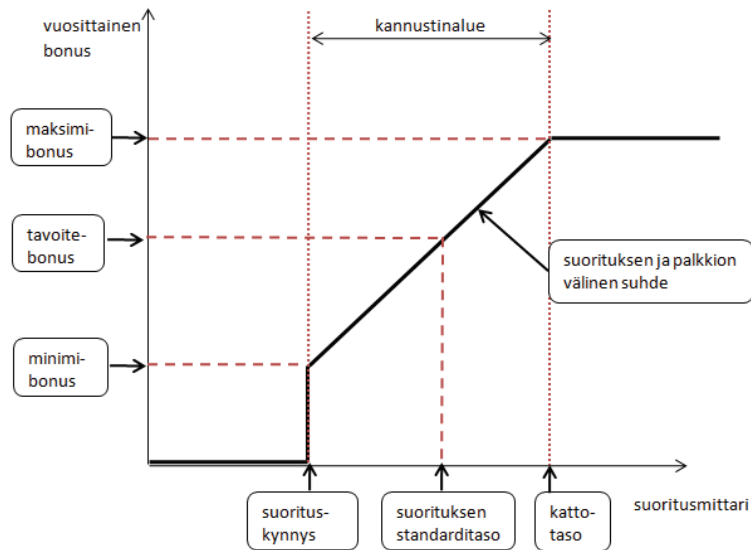 vuosittainen
bonus
kannustinalue
maksimi-
bonus
tavoite-
bonus
suorituksen ja palkkion
välinen suhde
minimi-
bonus
suoritus-
kynnys
suorituksen
standarditaso
katto-
taso
suoritusmittari